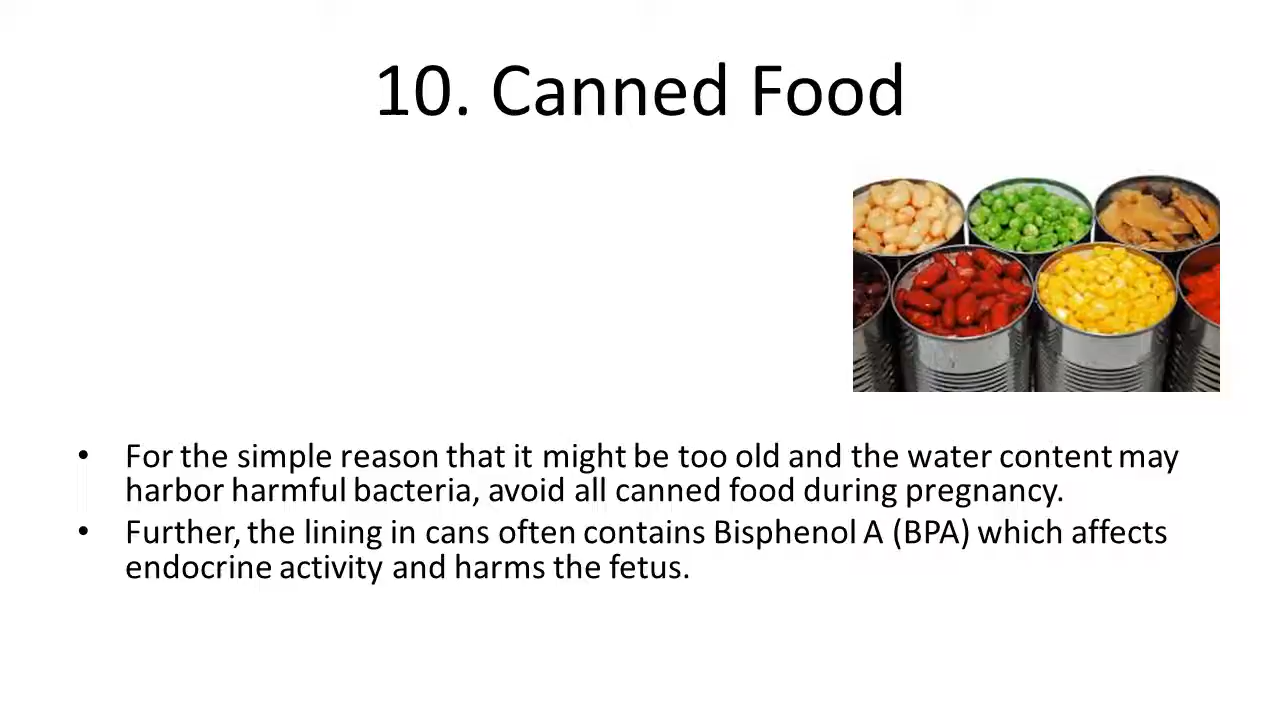 10. Canned Food
• For the simple reason that it might be too old and the water content may
harbor harmful bacteria, avoid all canned food during pregnancy.
• Further, the lining in cans often contains Bisphenol A (BPA) which affects
endocrine activity and harms the fetus.